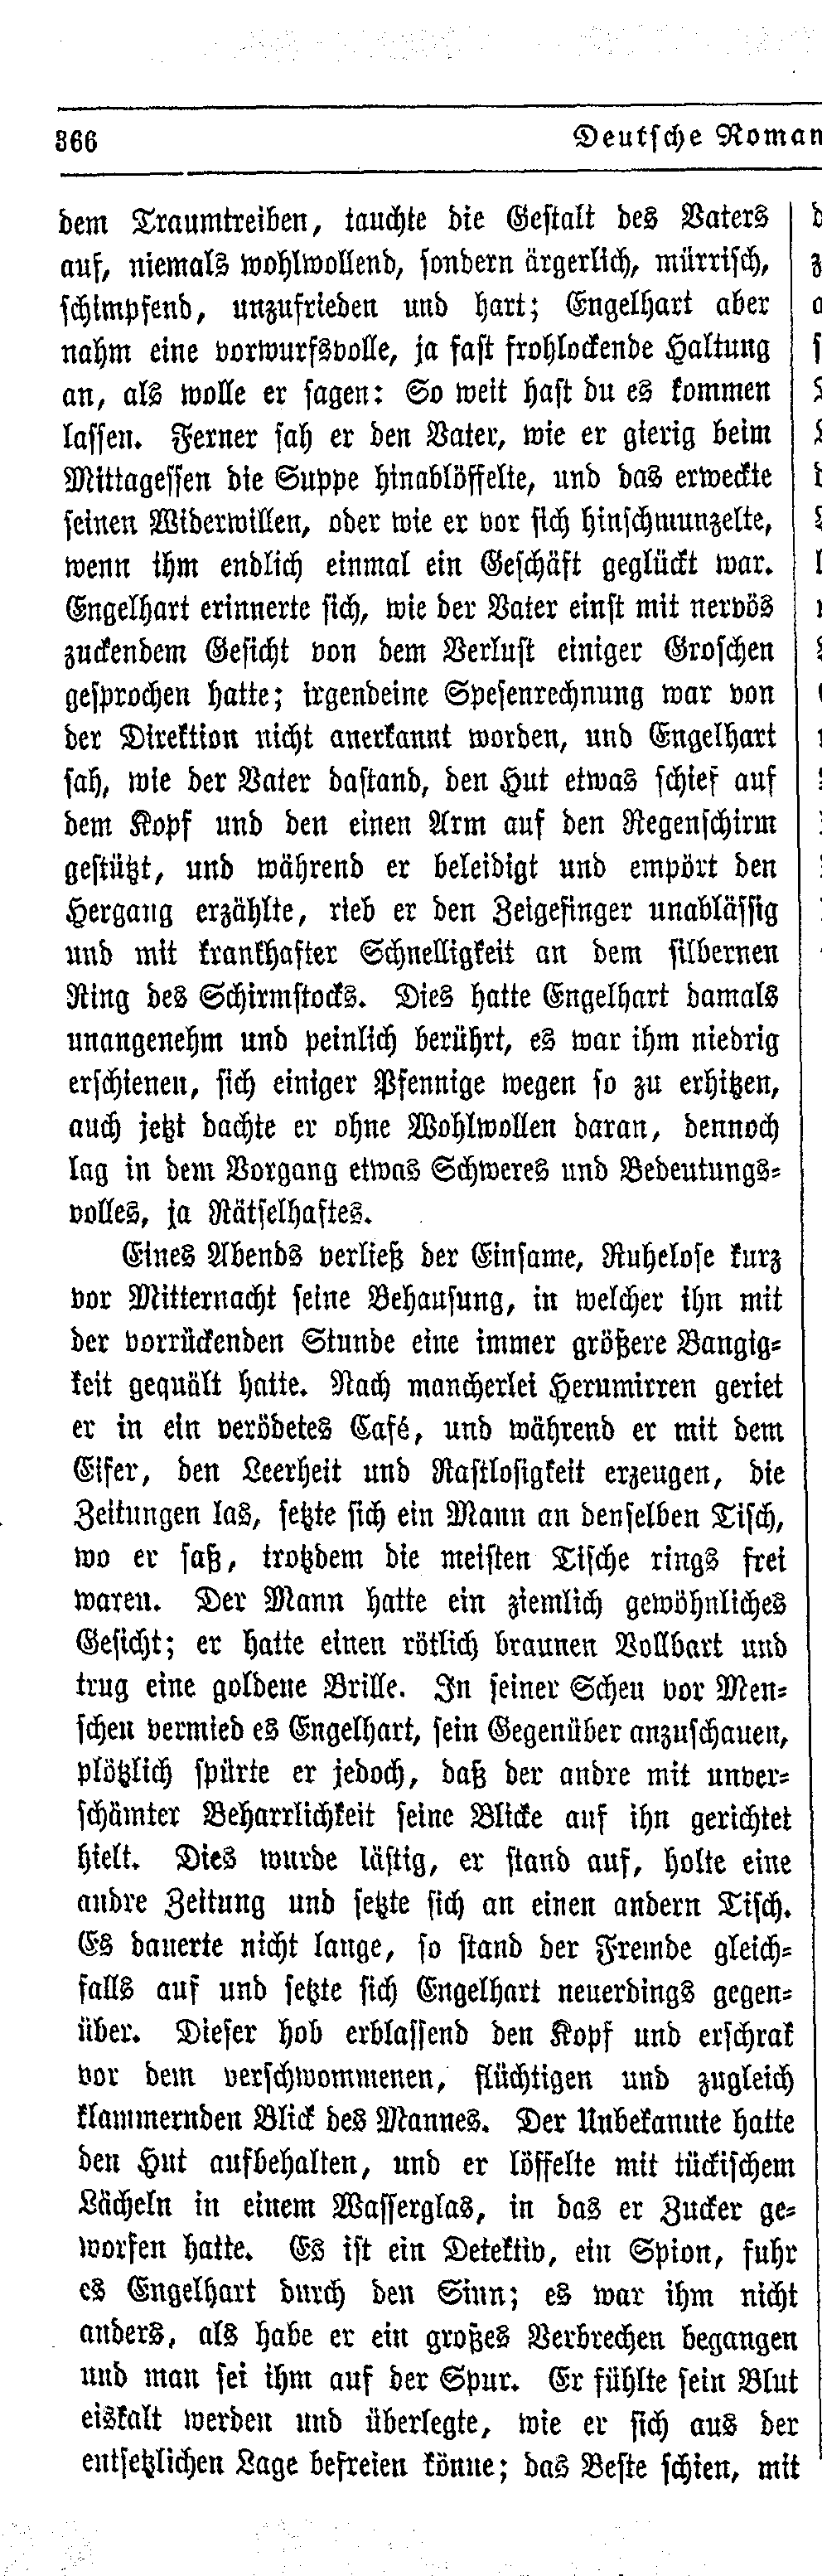 366
Deutsche Roman
dem Traumtreiben, tauchte die Gestalt des Vaters
auf, niemals wohlwollend, sondern ärgerlich, mürrisch,
schimpfend, unzufrieden und hart; Engelhart aber
nahm eine vorwurfsvolle, ja fast frohlockende Haltung
an, als wolle er sagen: So weit hast du es kommen
lassen. Ferner sah er den Vater, wie er gierig beim
Mittagessen die Suppe hinablöffelte, und das erweckte
seinen Widerwillen, oder wie er vor sich hinschmunzelte,
wenn ihm endlich einmal ein Geschäft geglückt war.
Engelhart erinnerte sich, wie der Vater einst mit nervös
zuckendem Gesicht von dem Verlust einiger Groschen
gesprochen hatte; irgendeine Spesenrechnung war von
der Direktion nicht anerkannt worden, und Engelhart
sah, wie der Vater dastand, den Hut etwas schief auf
dem Kopf und den einen Arm auf den Regenschirm
gestützt, und während er beleidigt und empört den
Hergang erzählte, rieb er den Zeigefinger unablässig
und mit krankhafter Schnelligkeit an dem silbernen
Ring des Schirmstocks. Dies hatte Engelhart damals
unangenehm und peinlich berührt, es war ihm niedrig
erschienen, sich einiger Pfennige wegen so zu erhitzen,
auch jetzt dachte er ohne Wohlwollen daran, dennoch
lag in dem Vorgang etwas Schweres und Bedeutungs-
volles, ja Rätselhaftes.
Eines Abends verließ der Einsame, Ruhelose kurz
vor Mitternacht seine Behausung, in welcher ihn mit
der vorrückenden Stunde eine immer größere Bangig-
keit gequält hatte. Nach mancherlei Herumirren geriet
er in ein verödetes Café, und während er mit dem
Eifer, den Leerheit und Rastlosigkeit erzeugen, die
Zeitungen las, setzte sich ein Mann an denselben Tisch,
wo er saß, trotzdem die meisten Tische rings frei
waren. Der Mann hatte ein ziemlich gewöhnliches
Gesicht; er hatte einen rötlich braunen Vollbart und
trug eine goldene Brille. In seiner Scheu vor Men-
schen vermied es Engelhart, sein Gegenüber anzuschauen,
plötzlich spürte er jedoch, daß der andre mit unver-
schämter Beharrlichkeit seine Blicke auf ihn gerichtet
hielt. Dies wurde lästig, er stand auf, holte eine
andre Zeitung und setzte sich an einen andern Tisch.
Es dauerte nicht lange, so stand der Fremde gleich-
falls auf und setzte sich Engelhart neuerdings gegen-
über. Dieser hob erblassend den Kopf und erschrak
vor dem verschwommenen, flüchtigen und zugleich
klammernden Blick des Mannes. Der Unbekannte hatte
den Hut aufbehalten, und er löffelte mit tückischem
Lächeln in einem Wasserglas, in das er Zucker ge-
worfen hatte. Es ist ein Detektiv, ein Spion, fuhr
es Engelhart durch den Sinn; es war ihm nicht
anders, als habe er ein großes Verbrechen begangen
und man sei ihm auf der Spur. Er fühlte sein Blut
eiskalt werden und überlegte, wie er sich aus der
entsetzlichen Lage befreien könne; das Beste schien, mit